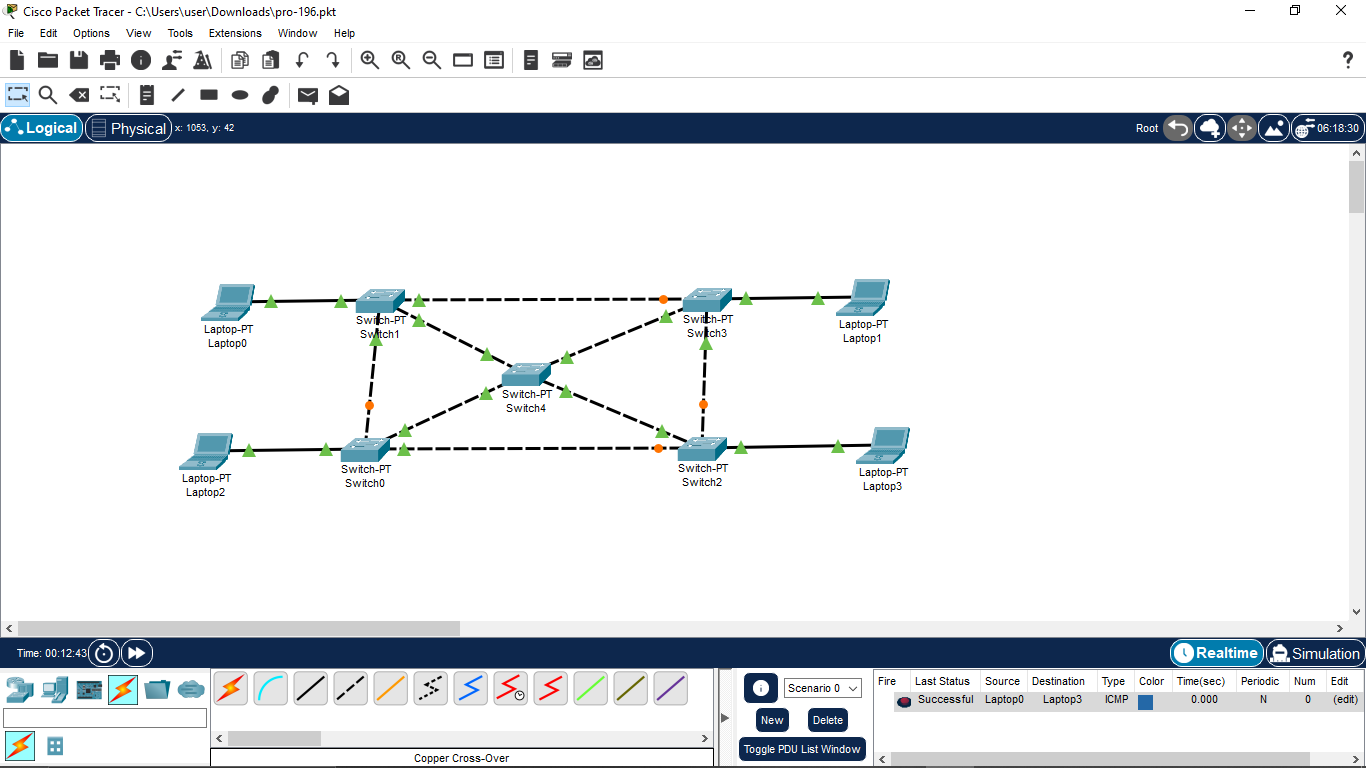 Cisco Packet Tracer - C:\Users\user\Downloads\pro-196.pkt
File Edit Options View Tools Extensions Window Help
Logical Physical x: 1053, y: 42 Root 06:18:30
Switch-PT
Switch1
Switch-PT
Switch3
Laptop-PT
Laptop0
Laptop-PT
Laptop1
Switch-PT
Switch4
Switch-PT
Switch0
Switch-PT
Switch2
Laptop-PT
Laptop2
Laptop-PT
Laptop3
Time: 00:12:43 Realtime Simulation
Scenario 0
New Delete
Toggle PDU List Window
Fire Last Status Source Destination Type Color Time(sec) Periodic Num Edit
Successful Laptop0 Laptop3 ICMP 0.000 N 0 (edit)
Copper Cross-Over